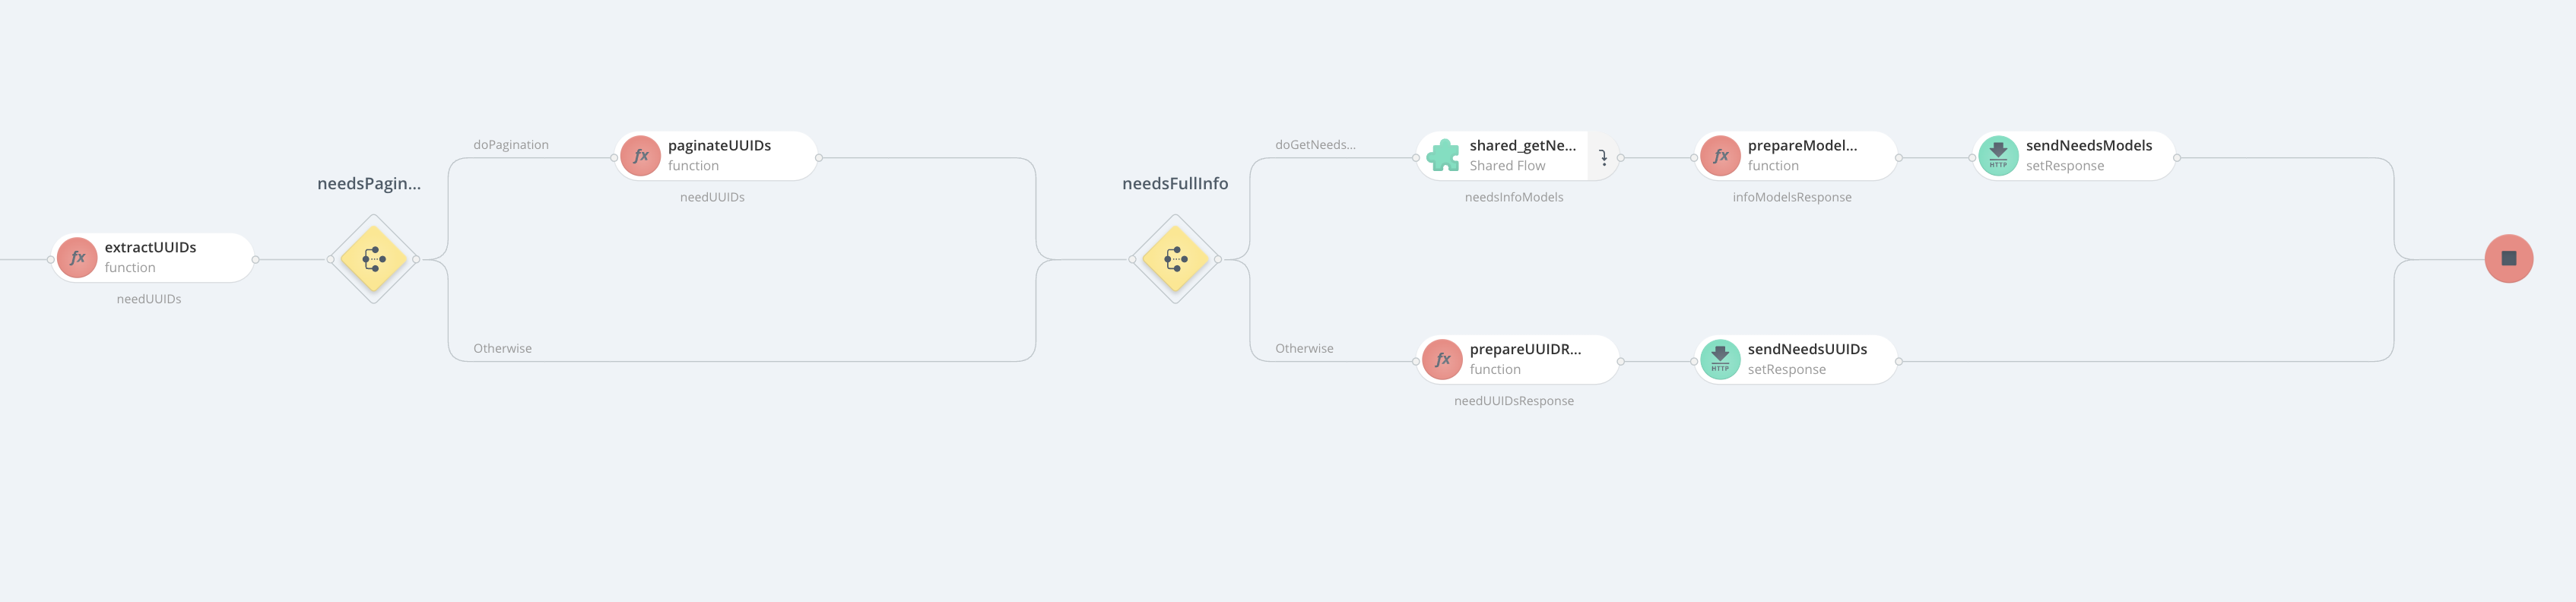 extractUUIDs
function
needUUIDs
needsPagin...
doPagination
Otherwise
paginateUUIDs
function
needUUIDs
needsFullInfo
doGetNeeds...
Otherwise
shared_getNe...
Shared Flow
needsInfoModels
prepareModel...
function
infoModelsResponse
HTTP
sendNeedsModels
setResponse
prepareUUIDR...
function
needUUIDsResponse
HTTP
sendNeedsUUIDs
setResponse
fx
fx
fx
fx